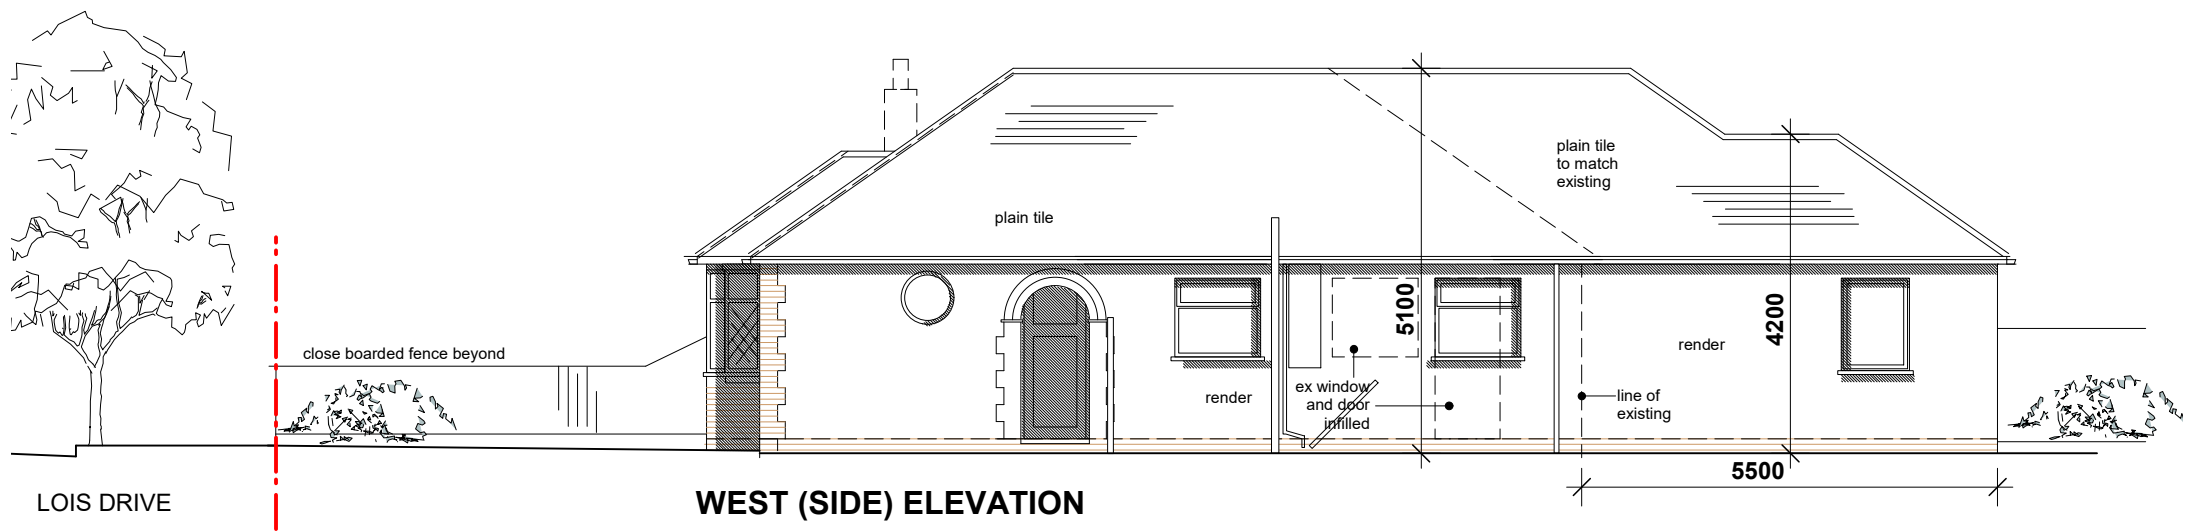 plain tile
to match
existing
plain tile
5100
4200
close boarded fence beyond
render
ex window
and door
infilled
render
line of
existing
5500
LOIS DRIVE
WEST (SIDE) ELEVATION